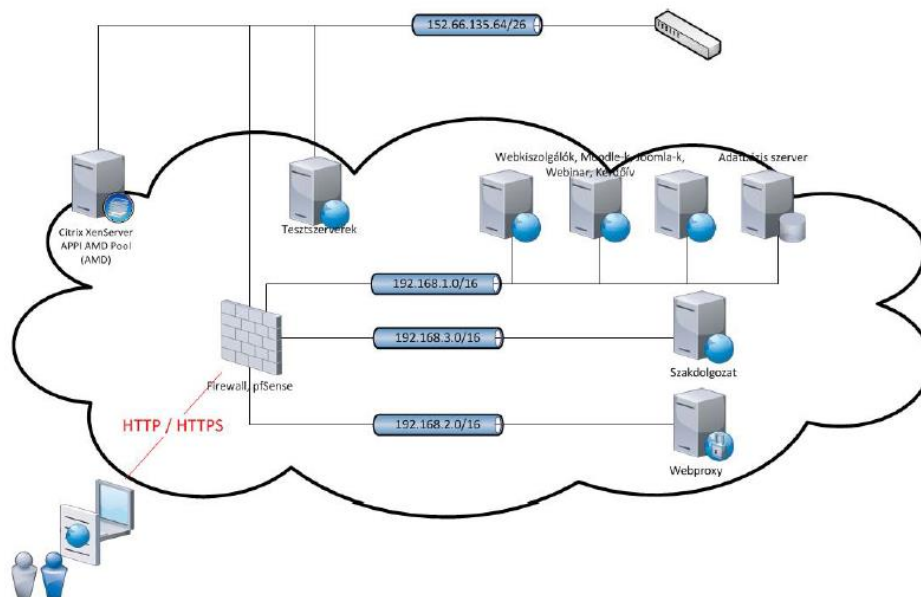 152.66.135.64/26
Webkiszolgálók, Moodle-k, Joomla-k,
Webinar, Kérdőív
Adatbázis szerver
Citrix XenServer
APPI AMD Pool
(AMD)
Tesztszerverek
192.168.1.0/16
192.168.3.0/16
Szakdolgozat
Firewall, pfSense
HTTP / HTTPS
192.168.2.0/16
Webproxy